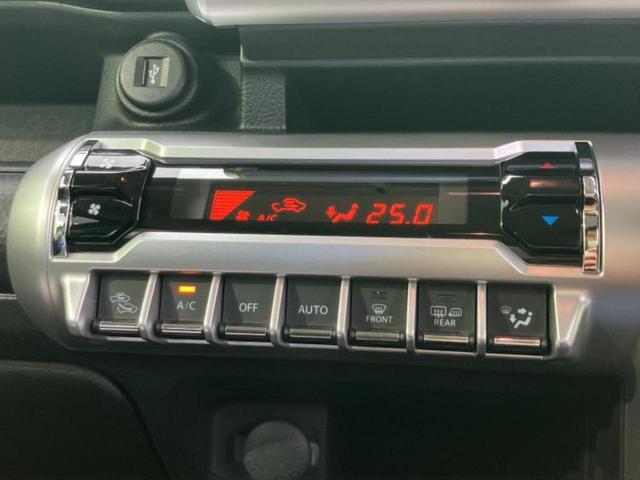 A/C 25.0
A/C OFF AUTO FRONT REAR